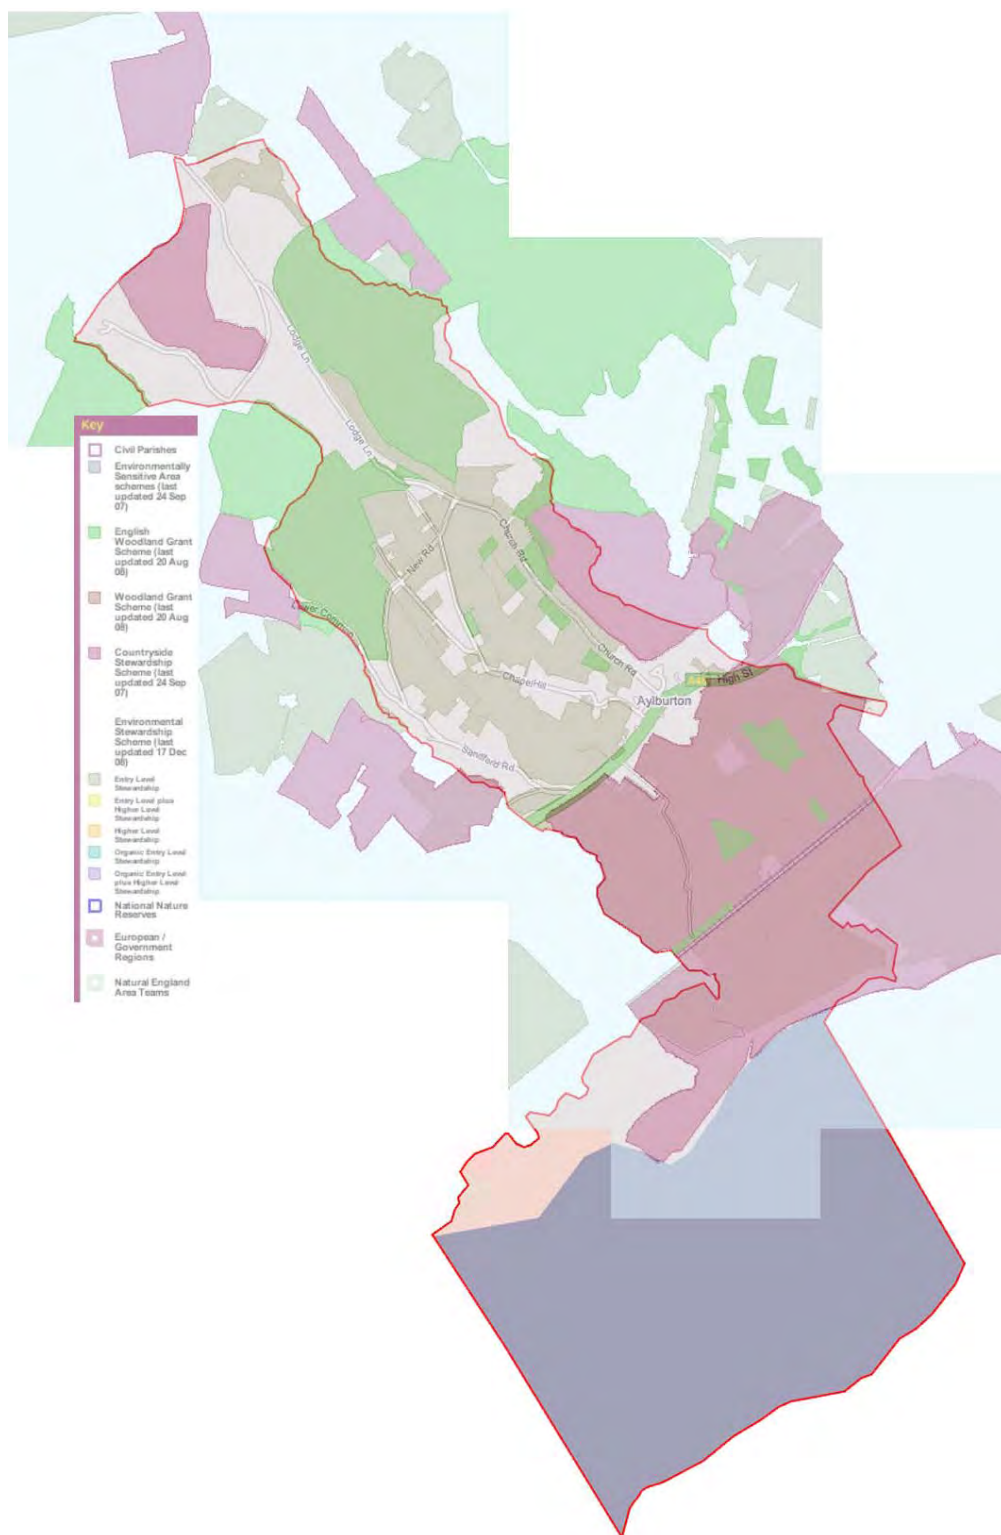 Lodge Ln
Lodge Ln
Key
Civil Parishes
Environmentally
Sensitive Area
schemes (last
updated 24 Sep
07)
English
Woodland Grant
Scheme (last
updated 20 Aug
08)
Woodland Grant
Scheme (last
updated 20 Aug
08)
Countryside
Stewardship
Scheme (last
updated 24 Sep
07)
Environmental
Stewardship
Scheme (last
updated 17 Dec
08)
Entry Level
Stewardship
Entry Level plus
Higher Level
Stewardship
Higher Level
Stewardship
Organic Entry Level
Stewardship
Organic Entry Level
plus Higher Level
Stewardship
National Nature
Reserves
European /
Government
Regions
Natural England
Area Teams
Church Rd
New Rd
Lower Common
Church Rd
Chapel Hill
High St
Aylburton
Sandford Rd